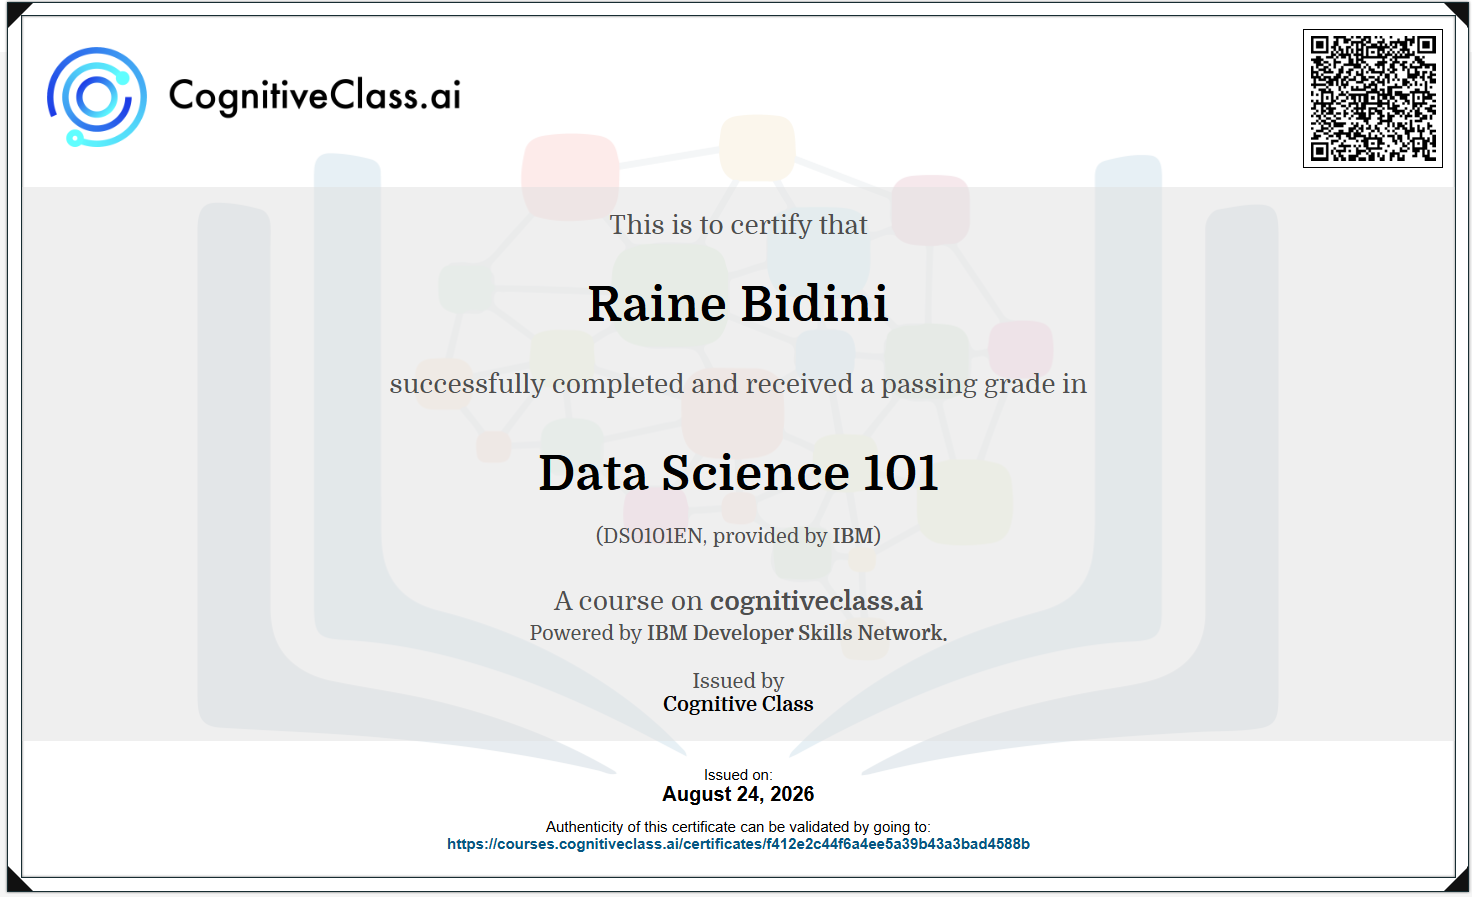 CognitiveClass.ai
This is to certify that
Raine Bidini
successfully completed and received a passing grade in
Data Science 101
(DS0101EN, provided by IBM)
A course on cognitiveclass.ai
Powered by IBM Developer Skills Network.
Issued by
Cognitive Class
Issued on:
August 24, 2026
Authenticity of this certificate can be validated by going to:
https://courses.cognitiveclass.ai/certificates/f412e2c44f6a4ee5a39b43a3bad4588b